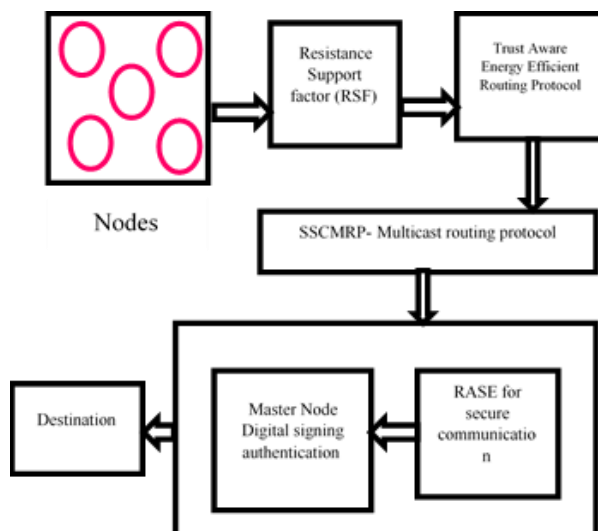 Resistance
Support
factor (RSF)
Trust Aware
Energy Efficient
Routing Protocol
Nodes
SSCMRP- Multicast routing protocol
Destination
Master Node
Digital signing
authentication
RASE for
secure
communicatio
n